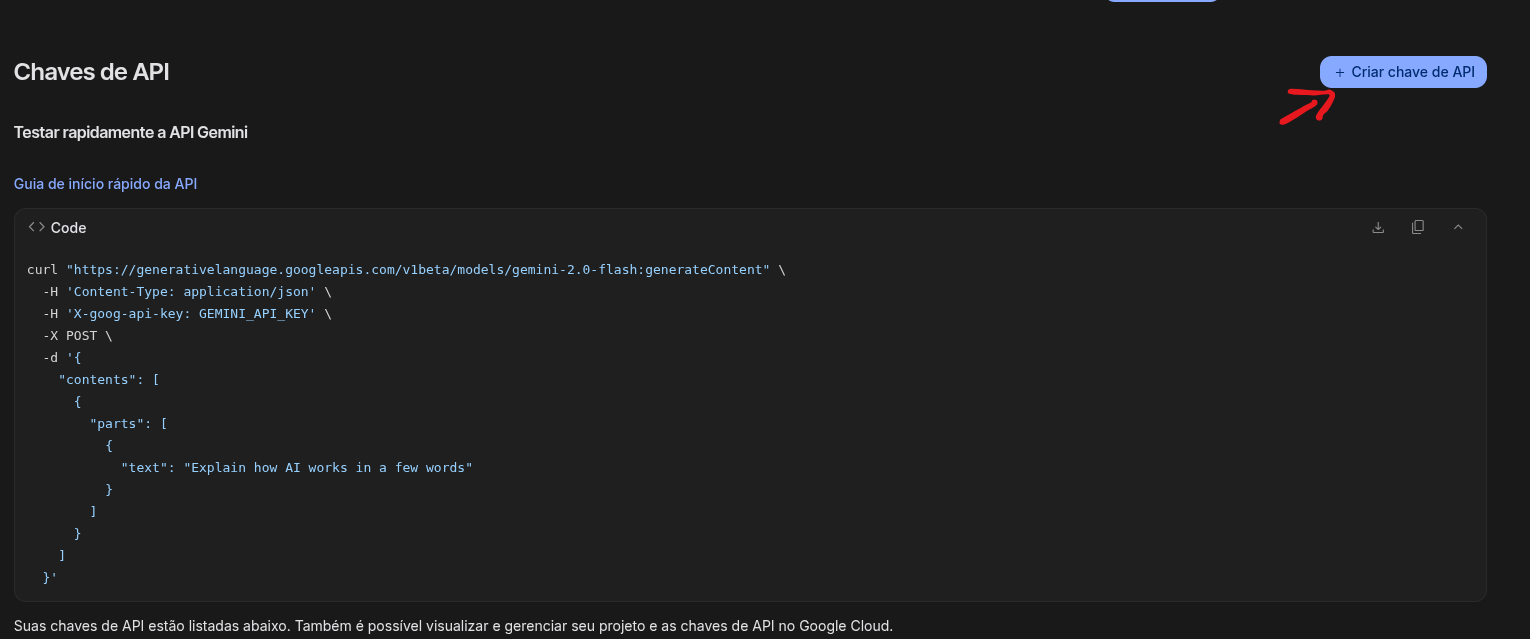 Chaves de API
+ Criar chave de API
Testar rapidamente a API Gemini
Guia de início rápido da API
<> Code
curl "https://generativelanguage.googleapis.com/v1beta/models/gemini-2.0-flash:generateContent" \
  -H 'Content-Type: application/json' \
  -H 'X-goog-api-key: GEMINI_API_KEY' \
  -X POST \
  -d '{
    "contents": [
      {
        "parts": [
          {
            "text": "Explain how AI works in a few words"
          }
        ]
      }
    ]
  }'
Suas chaves de API estão listadas abaixo. Também é possível visualizar e gerenciar seu projeto e as chaves de API no Google Cloud.